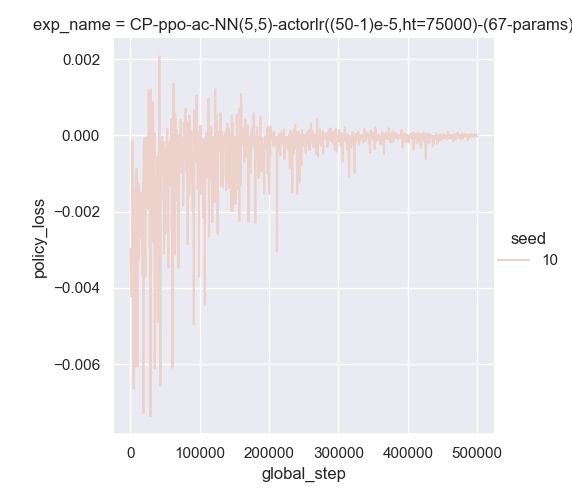 exp_name = CP-ppo-ac-NN(5,5)-actorlr((50-1)e-5,ht=75000)-(67-params)
0.002
0.000
−0.002
−0.004
−0.006
policy_loss
0 100000 200000 300000 400000 500000
global_step
seed
10